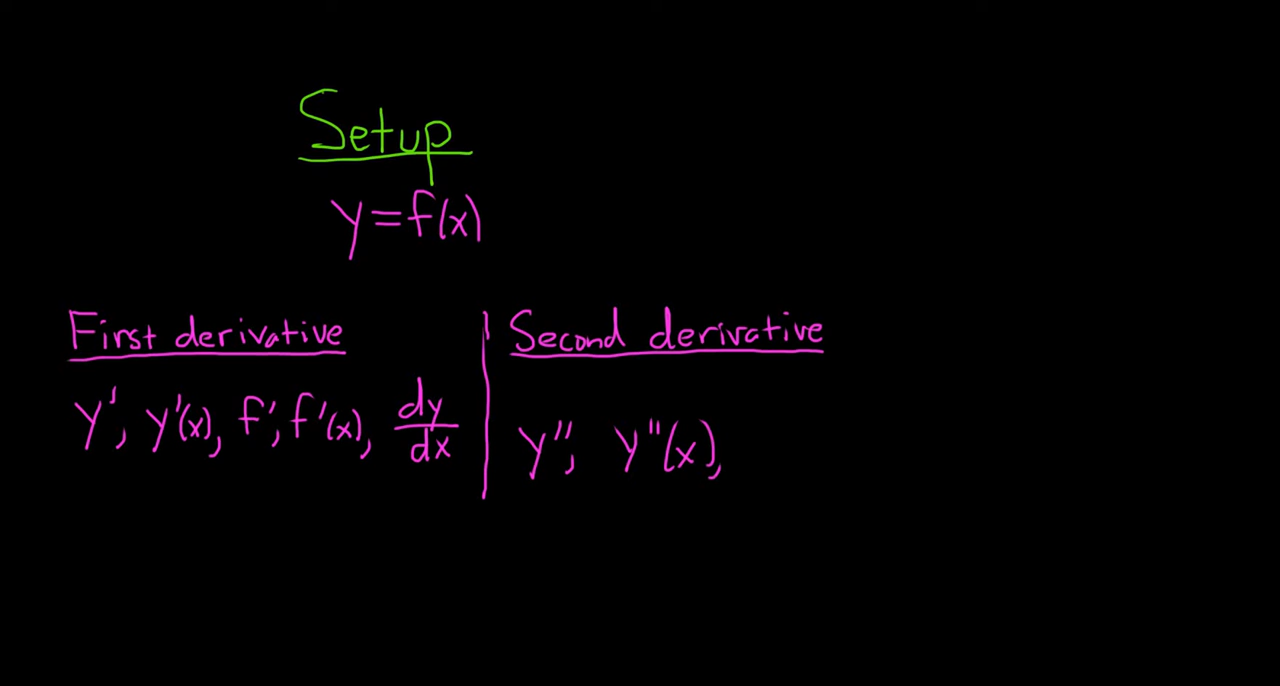 Setup
y=f(x)
First derivative
y', y'(x), f', f'(x), dy/dx
Second derivative
y'', y''(x),